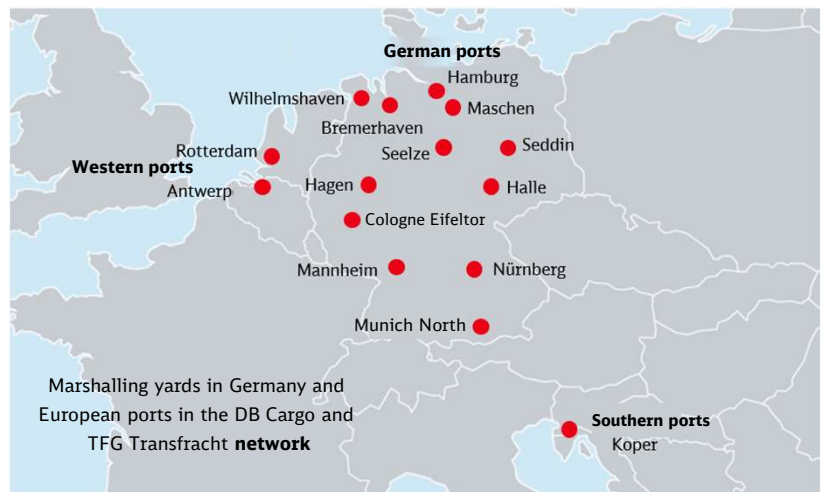 German ports
Hamburg
Wilhelmshaven
Maschen
Bremerhaven
Seelze
Seddin
Rotterdam
Western ports
Antwerp
Hagen
Halle
Cologne Eifeltor
Mannheim
Nürnberg
Munich North
Marshalling yards in Germany and
European ports in the DB Cargo and
TFG Transfracht network
Southern ports
Koper